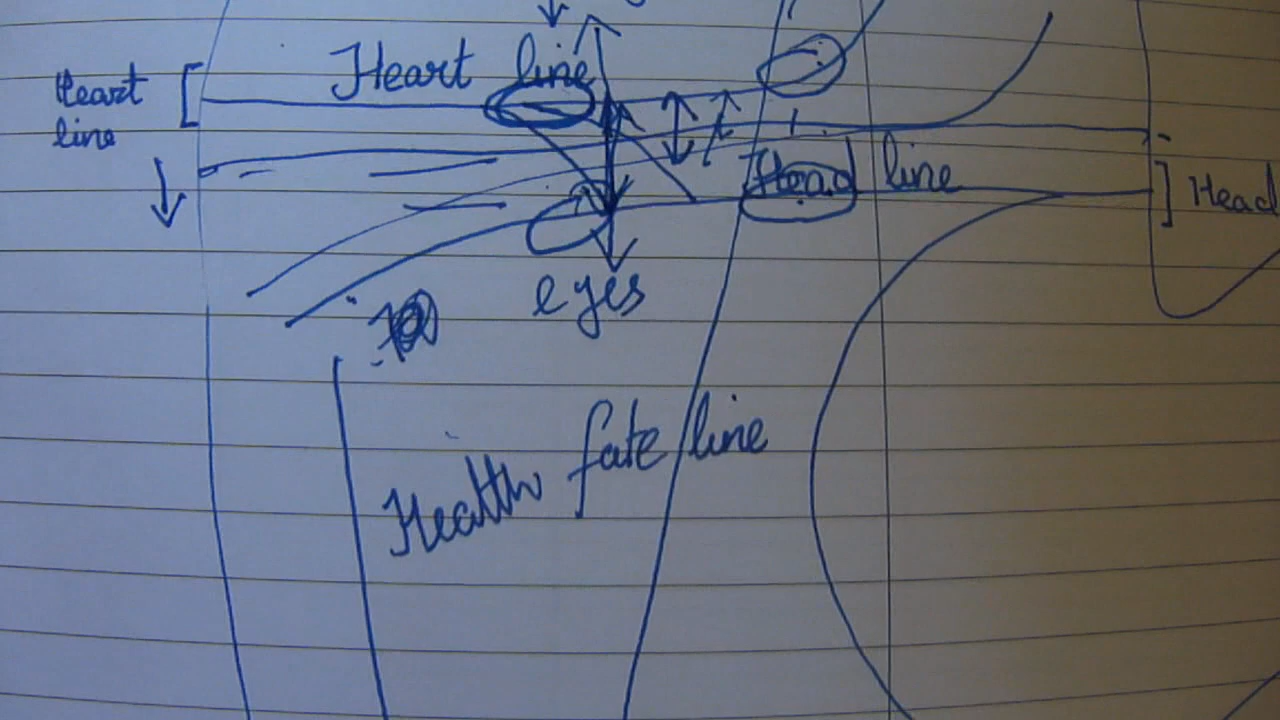 Heart line
Heart
line
Head line
Head
eyes
Health fate line